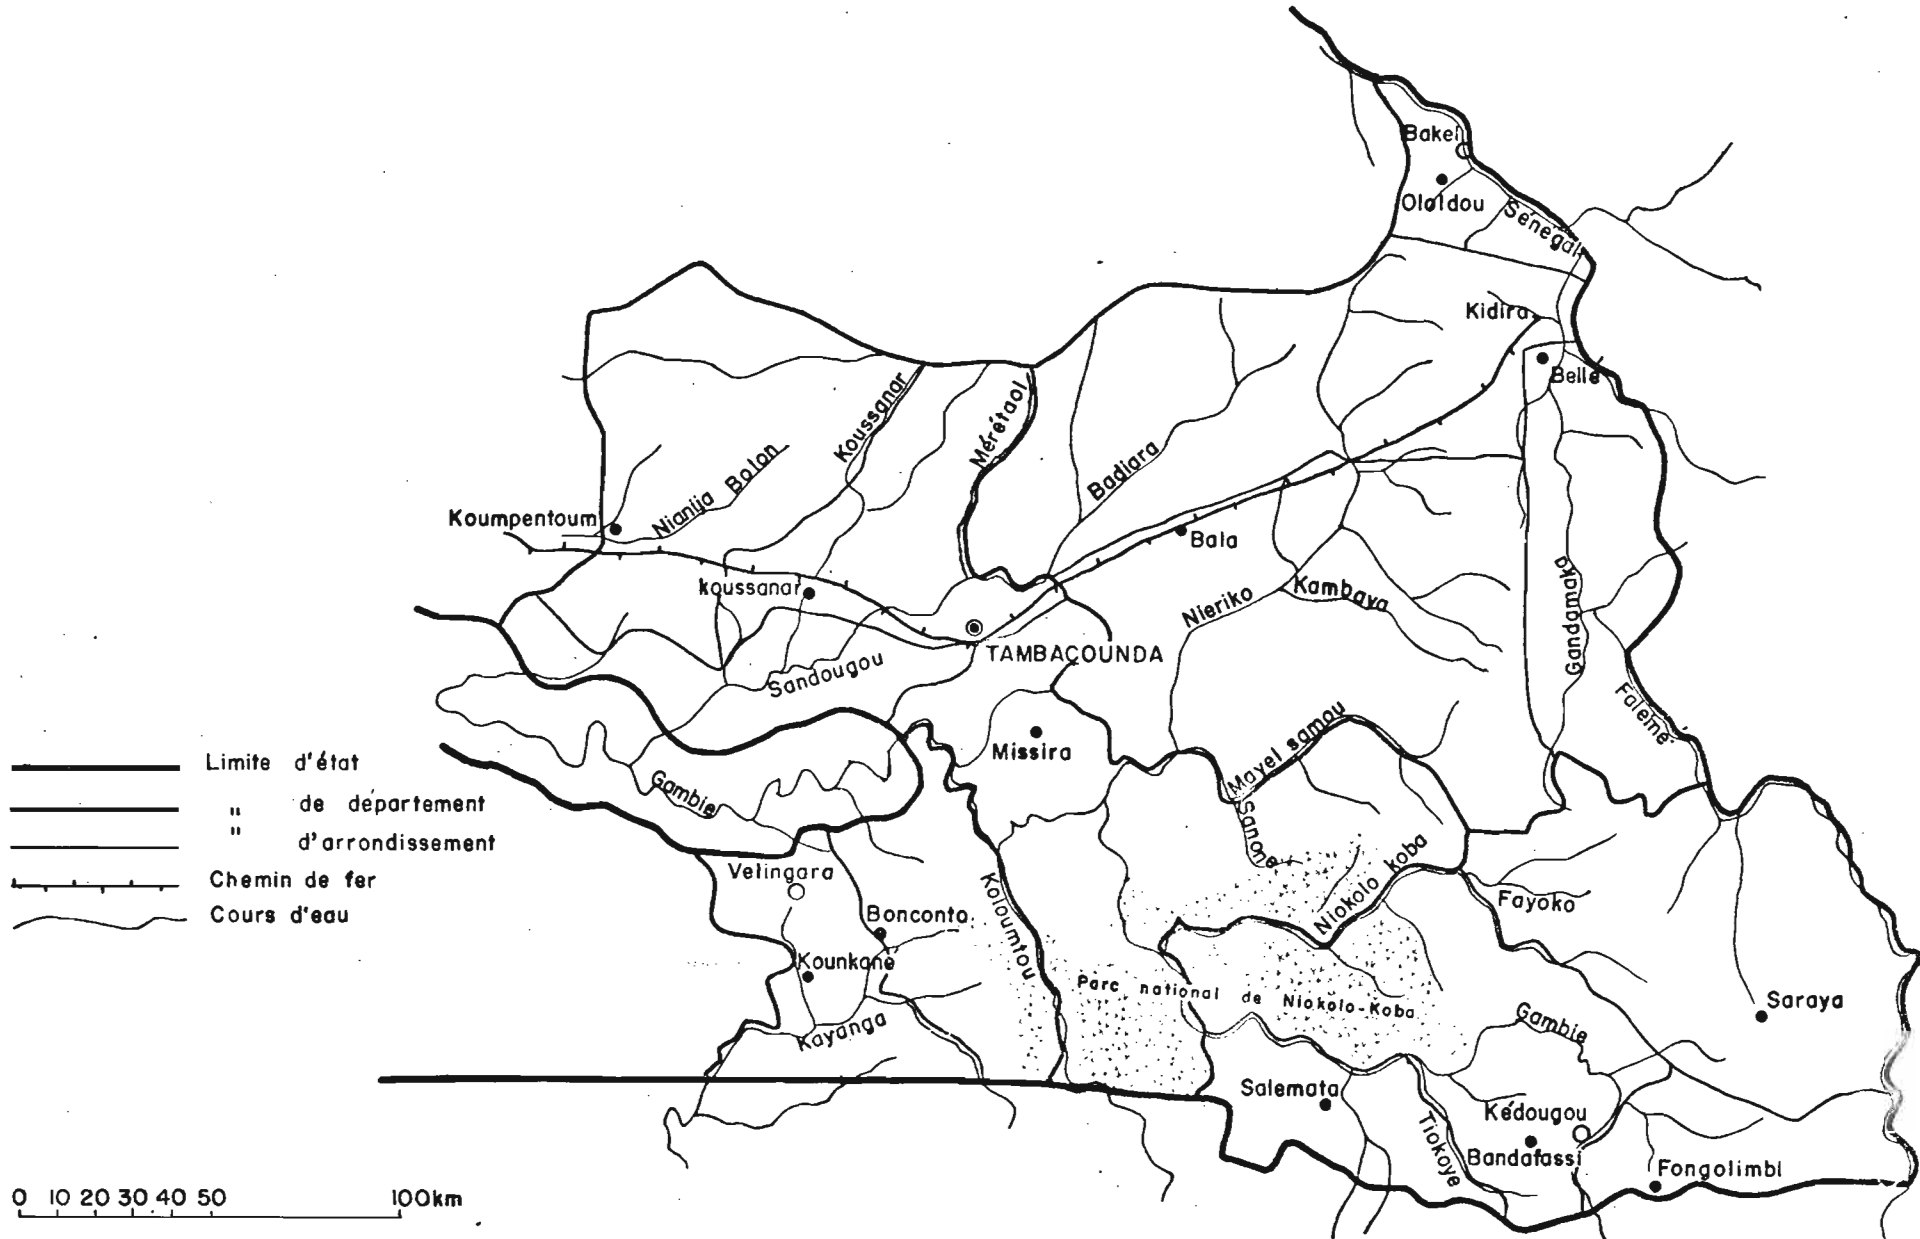 Bakel
Ololdou
Sénégal
Kidira
Belle
Koussanar
Mérétaol
Badiara
Nianija Bolon
Koumpentoum
Bala
koussanar
Nieriko
Kambaya
Gandamaka
TAMBACOUNDA
Sandougou
Faleme
Missira
Mayel samou
Sanone
Gambie
Limite d'état
" de département
" d'arrondissement
Chemin de fer
Cours d'eau
Velingara
Bonconto
Kounkane
Kayanga
Koloumtou
Niokolo koba
Fayoko
Parc national de Niokolo-Koba
Gambie
Saraya
Salemata
Tiokoye
Kédougou
Bandafassi
Fongolimbi
0 10 20 30 40 50 100km